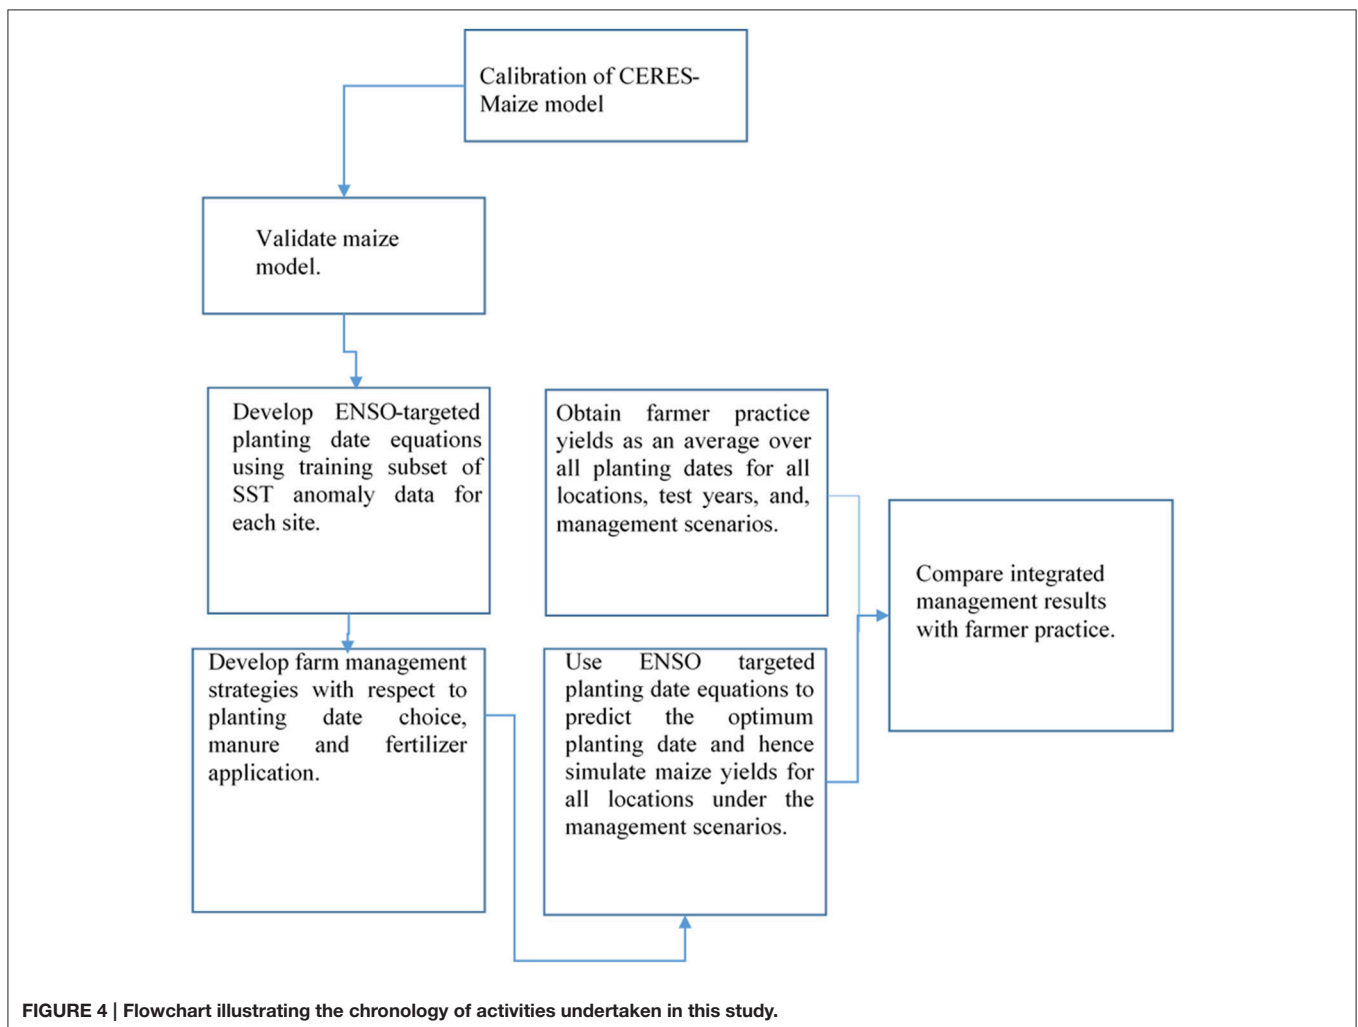 Calibration of CERES-
Maize model
Validate maize
model.
Develop ENSO-targeted
planting date equations
using training subset of
SST anomaly data for
each site.
Obtain farmer practice
yields as an average over
all planting dates for all
locations, test years, and,
management scenarios.
Compare integrated
management results
with farmer practice.
Develop farm management
strategies with respect to
planting date choice,
manure and fertilizer
application.
Use ENSO targeted
planting date equations to
predict the optimum
planting date and hence
simulate maize yields for
all locations under the
management scenarios.
FIGURE 4 | Flowchart illustrating the chronology of activities undertaken in this study.